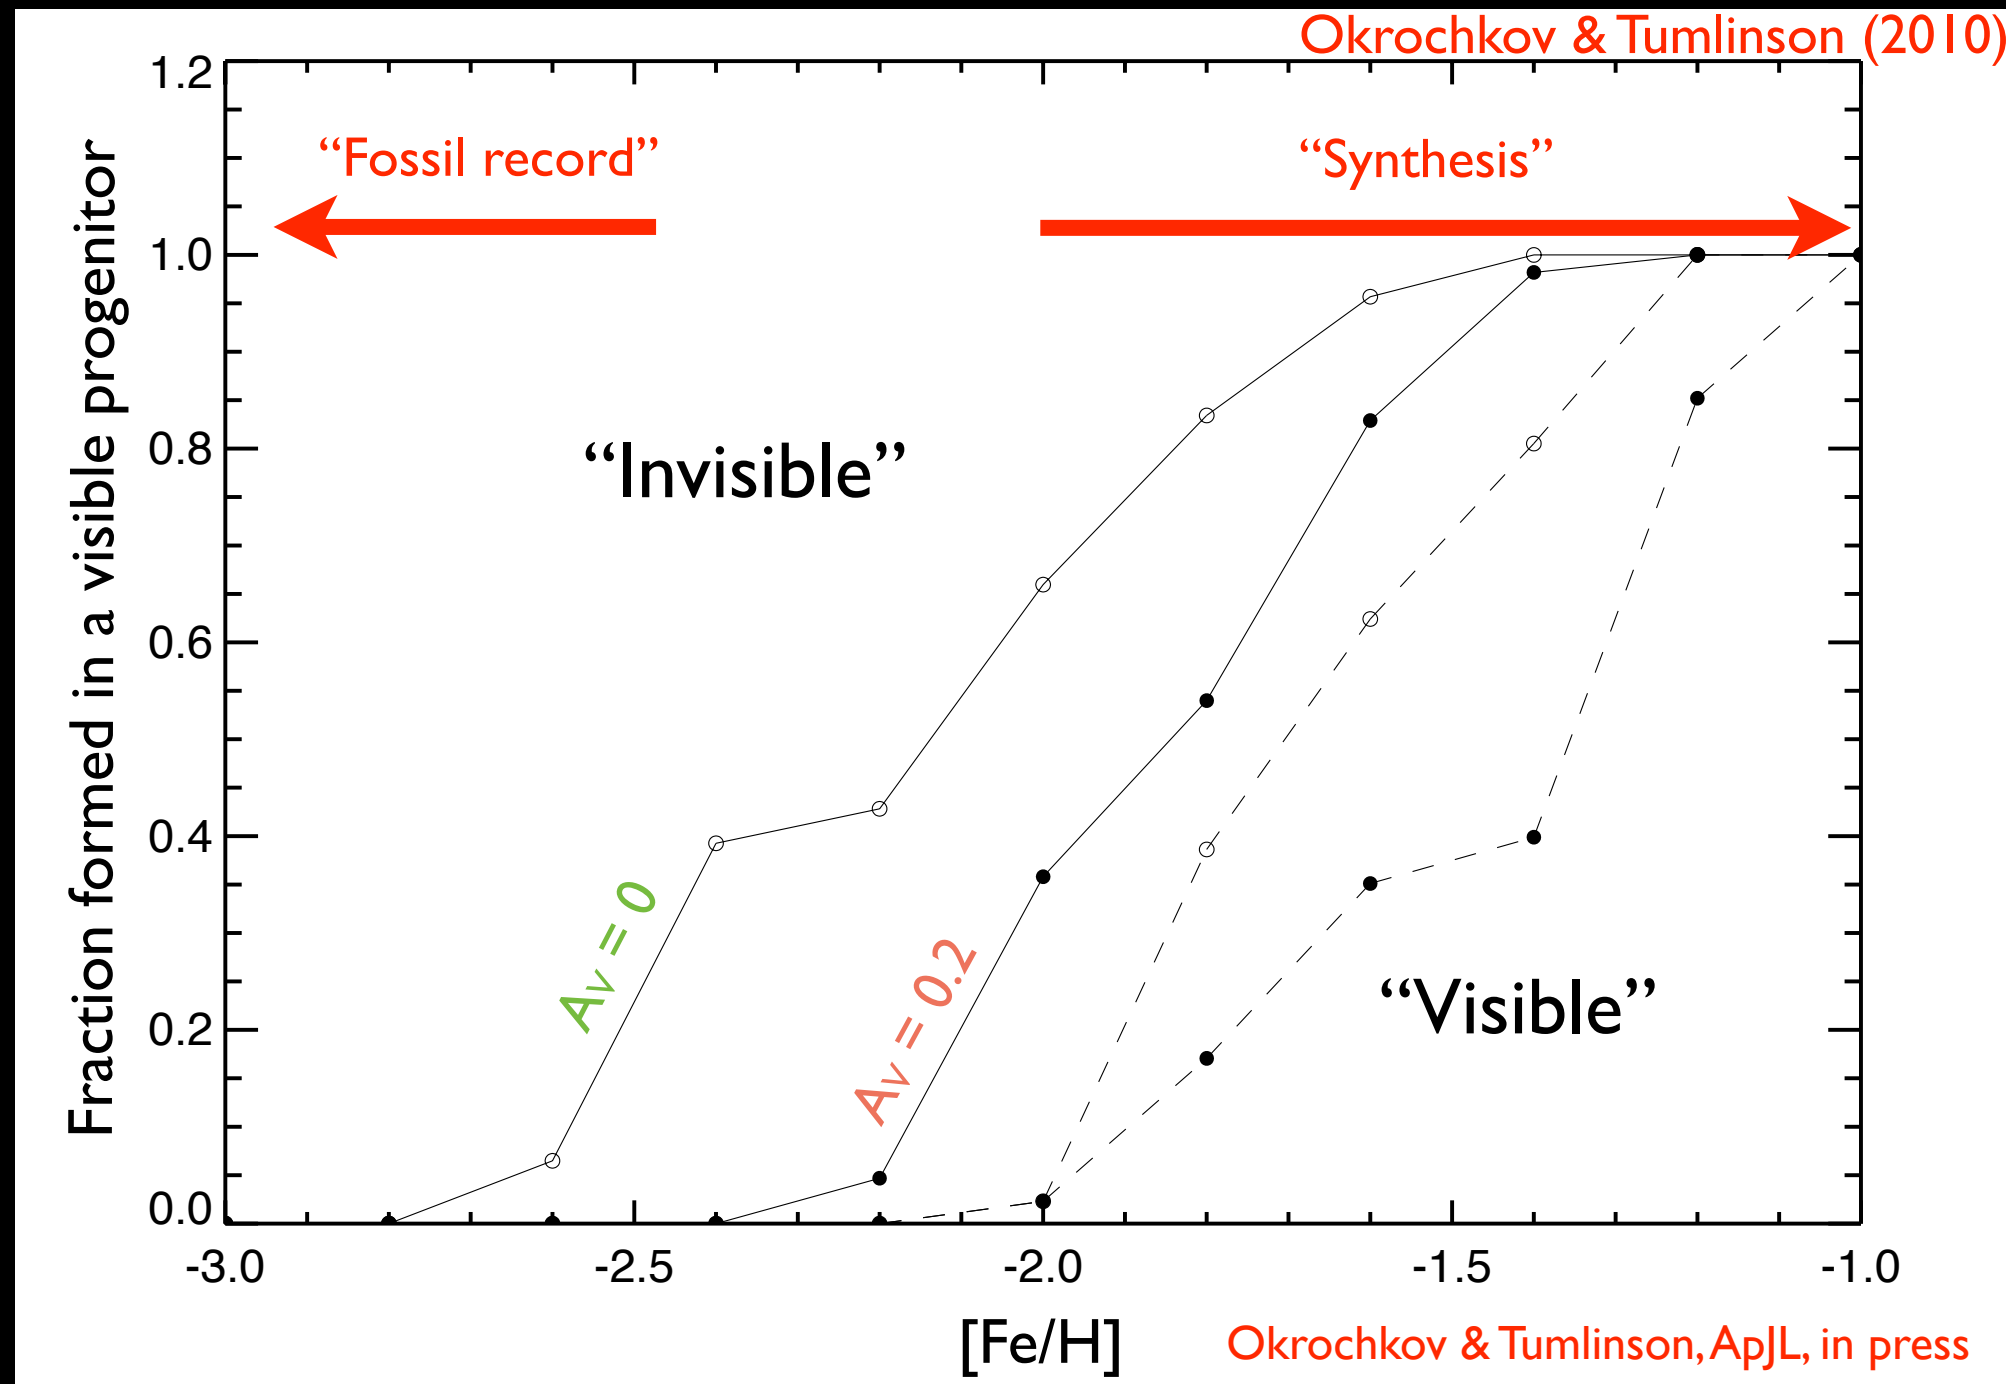 Okrochkov & Tumlinson (2010)
1.2
1.0
0.8
0.6
0.4
0.2
0.0
Fraction formed in a visible progenitor
“Fossil record”
“Synthesis”
“Invisible”
Av = 0
Av = 0.2
“Visible”
-3.0 -2.5 -2.0 -1.5 -1.0
[Fe/H]
Okrochkov & Tumlinson, ApJL, in press